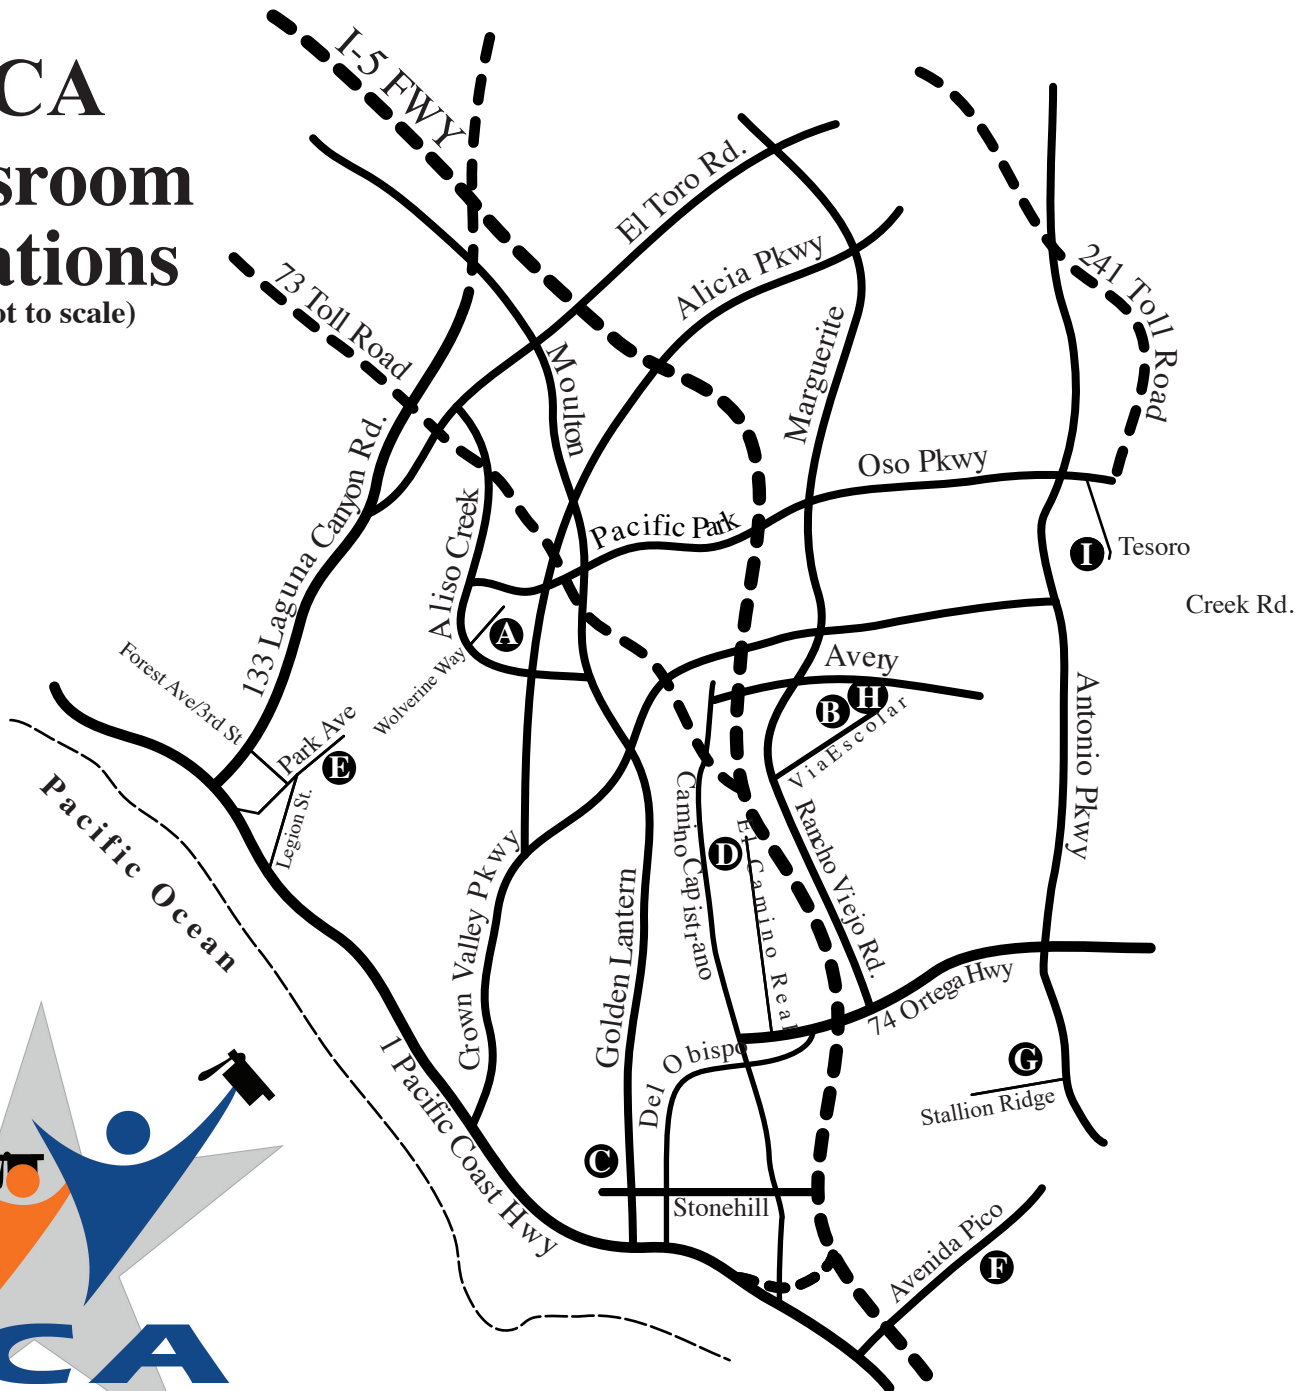 CA
sroom
ations
ot to scale)
I-5 FWY
73 Toll Road
El Toro Rd.
Alicia Pkwy
241 Toll Road
Moulton
Marguerite
133 Laguna Canyon Rd.
Aliso Creek
Pacific Park
Oso Pkwy
I
Tesoro
Creek Rd.
A
Wolverine Way
Forest Ave/3rd St
Park Ave
E
Legion St.
Avery
B
H
Via Escolar
Antonio Pkwy
Pacific Ocean
Camino Capistrano
D
El Camino Real
Rancho Viejo Rd.
Crown Valley Pkwy
Golden Lantern
74 Ortega Hwy
Del Obispo
G
Stallion Ridge
1 Pacific Coast Hwy
C
Stonehill
Avenida Pico
F
CA